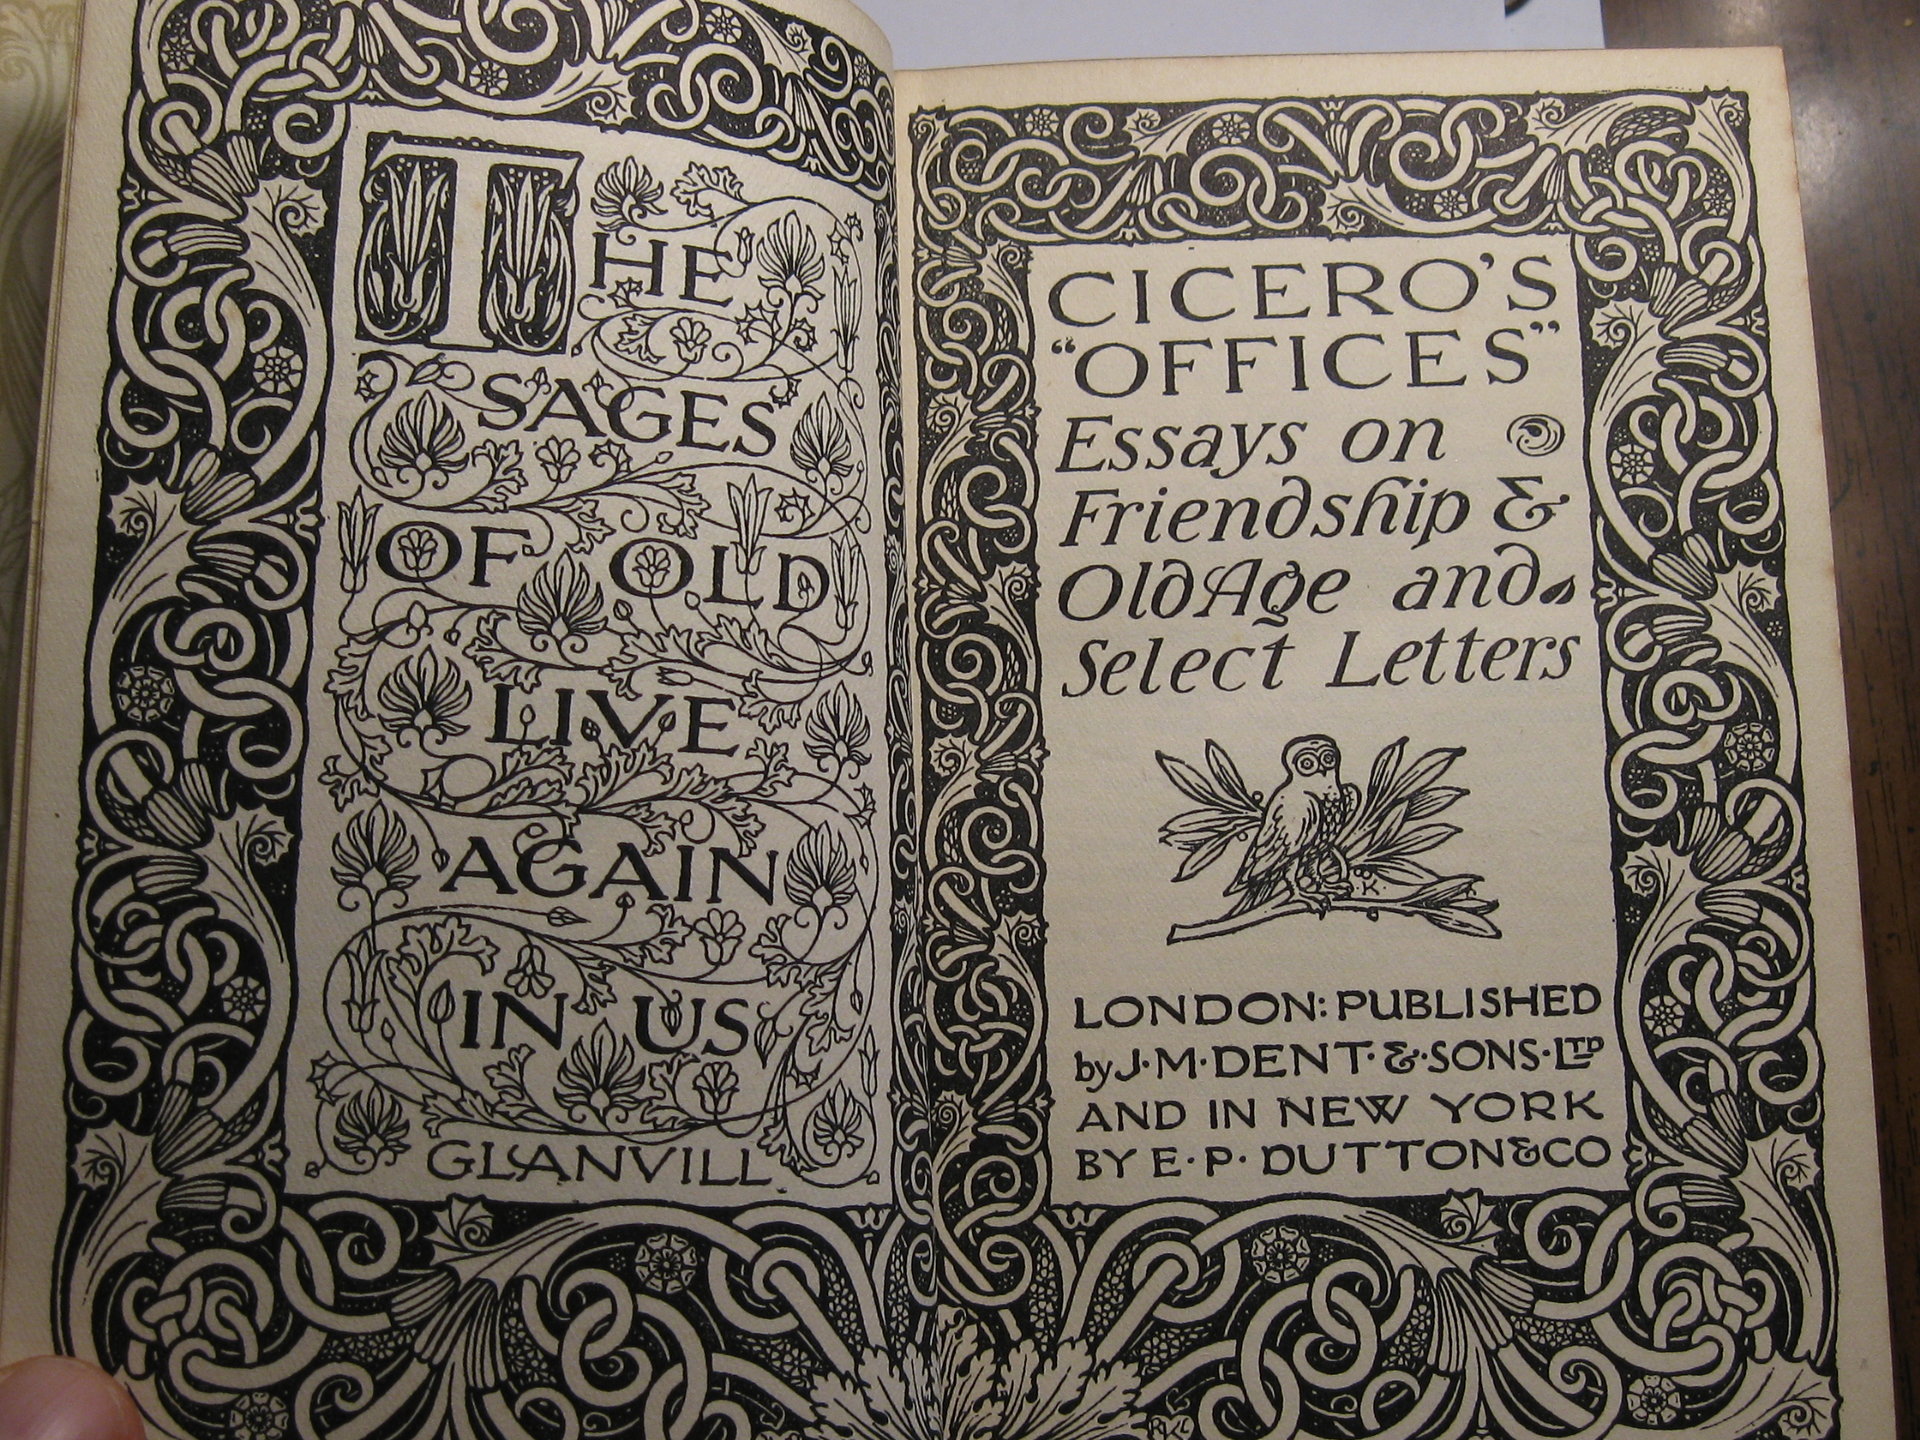 THE
SAGES
OF OLD
LIVE
AGAIN
IN US
GLANVILL
CICERO'S
"OFFICES"
Essays on
Friendship &
Old Age and
Select Letters
·K·
LONDON: PUBLISHED
by J·M·DENT·&·SONS·LTD
AND IN NEW YORK
BY E·P·DUTTON&CO